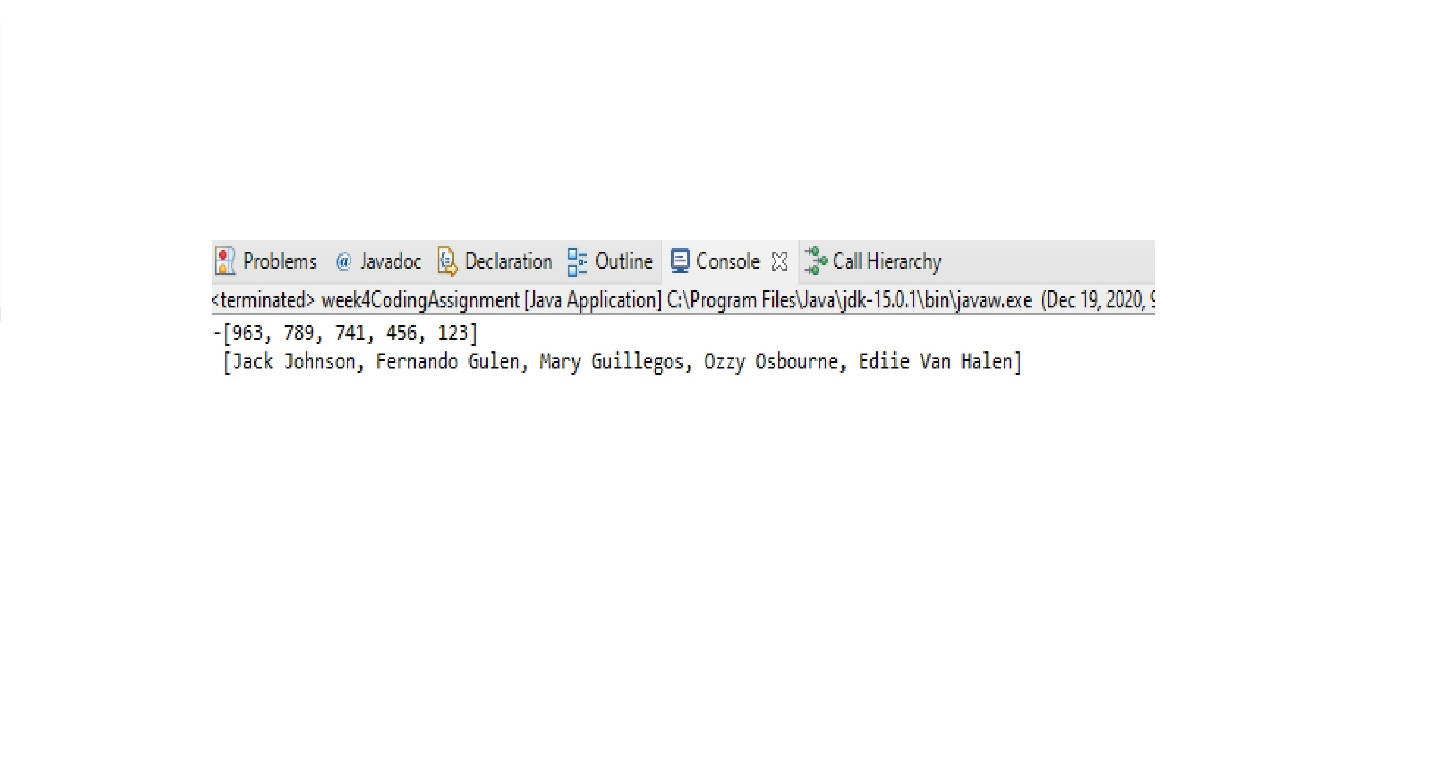 Problems @ Javadoc Declaration Outline Console Call Hierarchy
<terminated> week4CodingAssignment [Java Application] C:\Program Files\Java\jdk-15.0.1\bin\javaw.exe (Dec 19, 2020, 9
-[963, 789, 741, 456, 123]
[Jack Johnson, Fernando Gulen, Mary Guillegos, Ozzy Osbourne, Ediie Van Halen]